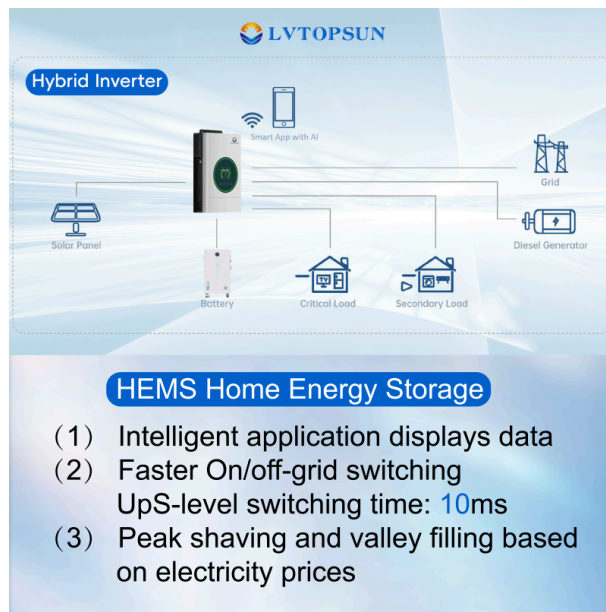 LVTOPSUN
Hybrid Inverter
Smart App with AI
Grid
Solar Panel
Diesel Generator
Battery
Critical Load
Secondary Load
HEMS Home Energy Storage
（1） Intelligent application displays data
（2） Faster On/off-grid switching
UpS-level switching time: 10ms
（3） Peak shaving and valley filling based
on electricity prices